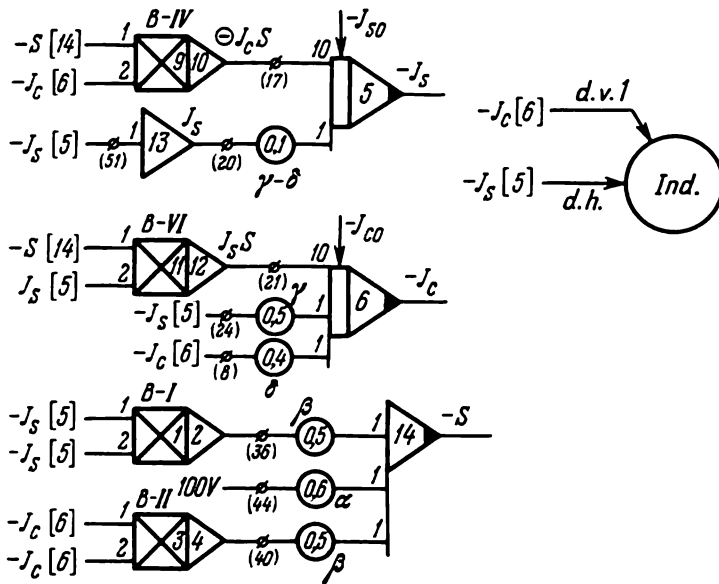 B-IV
1 -S [14]
2 -J_C [6]
9 10
⊖J_C S
(17)
10
-J_SO
5
-J_S
-J_S [5]
(51)
1
13
J_S
(20)
0,1
γ-δ
1
-J_C [6]
d.v.1
-J_S [5]
d.h.
Ind.
B-VI
1 -S [14]
2 J_S [5]
11 12
J_S S
(21)
10
-J_CO
6
-J_C
-J_S [5]
(24)
0,5
γ
1
-J_C [6]
(8)
0,4
δ
1
B-I
1 -J_S [5]
2 -J_S [5]
1 2
(36)
β
0,5
1
14
-S
100V
(44)
0,6
α
1
B-II
1 -J_C [6]
2 -J_C [6]
3 4
(40)
0,5
β
1